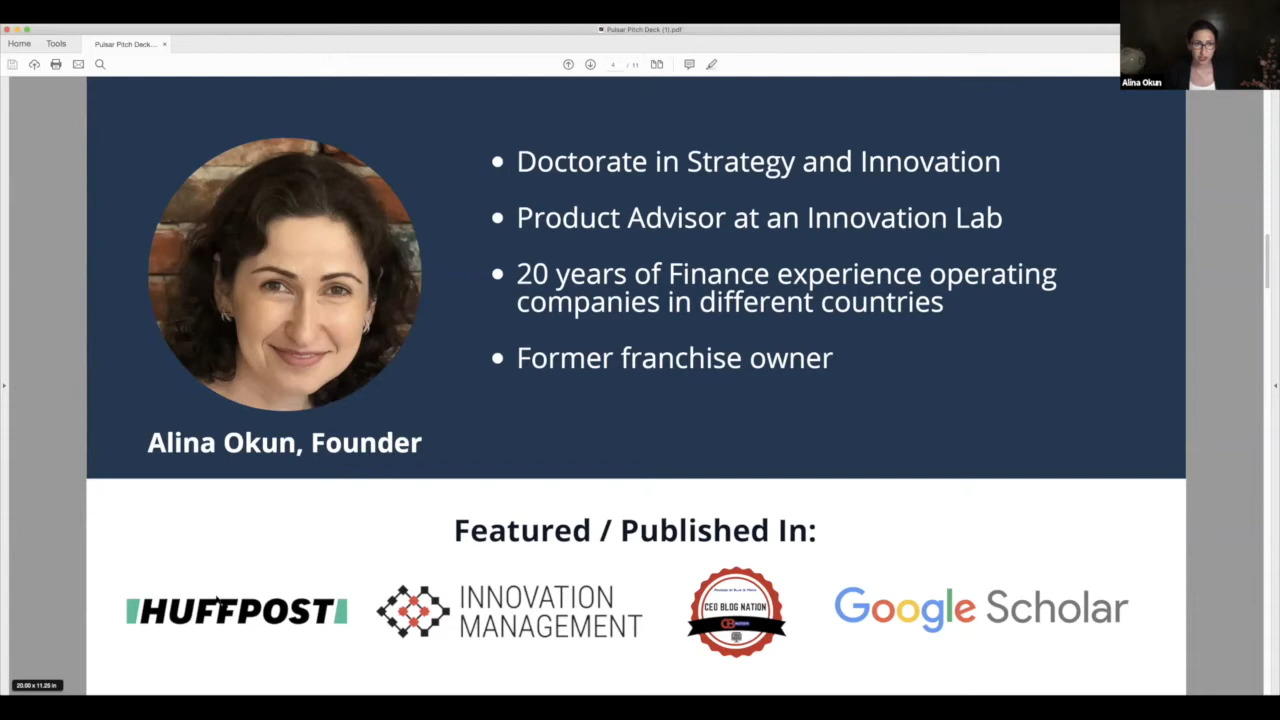 Pulsar Pitch Deck (1).pdf
Home
Tools
Pulsar Pitch Deck...
×
4 / 11
Alina Okun
Doctorate in Strategy and Innovation
Product Advisor at an Innovation Lab
20 years of Finance experience operating
companies in different countries
Former franchise owner
Alina Okun, Founder
Featured / Published In:
HUFFPOST
INNOVATION
MANAGEMENT
CEO BLOG NATION
Google Scholar
20.00 x 11.25 in